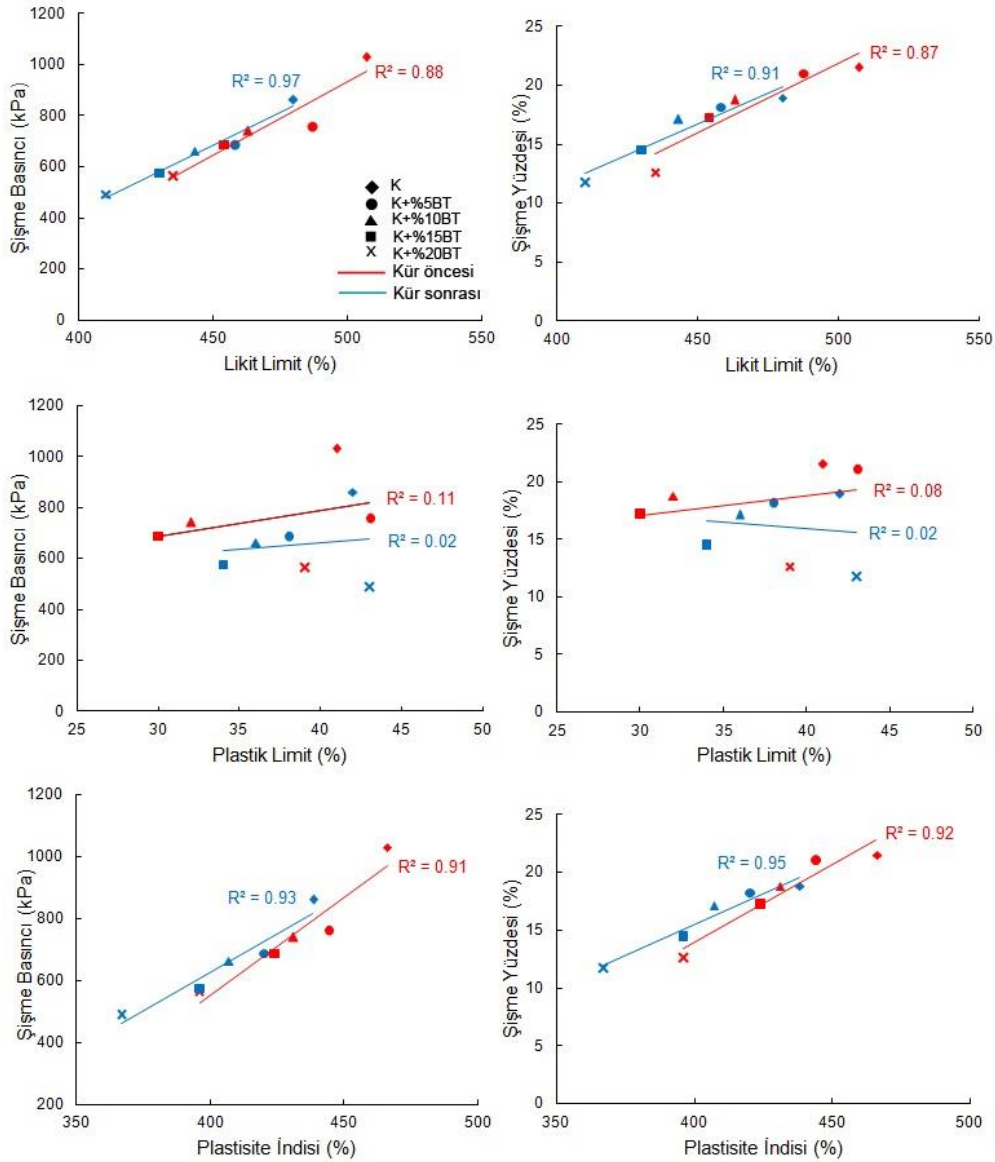 Şişme Basıncı (kPa)
1200
1000
800
600
400
200
0
400
450
500
550
Likit Limit (%)
R² = 0.97
R² = 0.88
K
K+%5BT
K+%10BT
K+%15BT
K+%20BT
Kür öncesi
Kür sonrası
Şişme Yüzdesi (%)
25
20
15
10
5
0
400
450
500
550
Likit Limit (%)
R² = 0.91
R² = 0.87
Şişme Basıncı (kPa)
1200
1000
800
600
400
200
0
25
30
35
40
45
50
Plastik Limit (%)
R² = 0.11
R² = 0.02
Şişme Yüzdesi (%)
25
20
15
10
5
0
25
30
35
40
45
50
Plastik Limit (%)
R² = 0.08
R² = 0.02
Şişme Basıncı (kPa)
1200
1000
800
600
400
200
350
400
450
500
Plastisite İndisi (%)
R² = 0.93
R² = 0.91
Şişme Yüzdesi (%)
25
20
15
10
5
0
350
400
450
500
Plastisite İndisi (%)
R² = 0.95
R² = 0.92